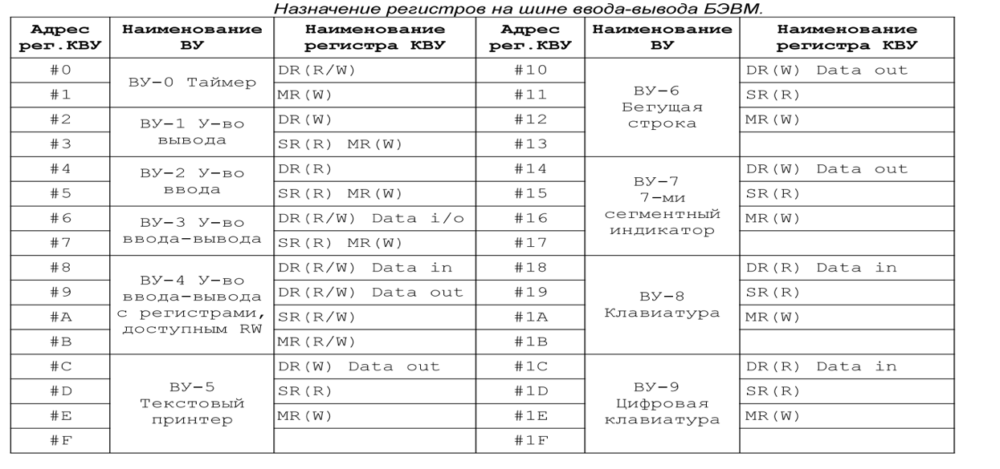 Назначение регистров на шине ввода-вывода БЭВМ.
Адрес рег.КВУ Наименование ВУ Наименование регистра КВУ Адрес рег.КВУ Наименование ВУ Наименование регистра КВУ
#0 ВУ-0 Таймер DR(R/W) #10 ВУ-6 Бегущая строка DR(W) Data out
#1 MR(W) #11 SR(R)
#2 ВУ-1 У-во вывода DR(W) #12 MR(W)
#3 SR(R) MR(W) #13
#4 ВУ-2 У-во ввода DR(R) #14 ВУ-7 7-ми сегментный индикатор DR(W) Data out
#5 SR(R) MR(W) #15 SR(R)
#6 ВУ-3 У-во ввода-вывода DR(R/W) Data i/o #16 MR(W)
#7 SR(R) MR(W) #17
#8 ВУ-4 У-во ввода-вывода с регистрами, доступным RW DR(R/W) Data in #18 ВУ-8 Клавиатура DR(R) Data in
#9 DR(R/W) Data out #19 SR(R)
#A SR(R/W) #1A MR(W)
#B MR(R/W) #1B
#C ВУ-5 Текстовый принтер DR(W) Data out #1C ВУ-9 Цифровая клавиатура DR(R) Data in
#D SR(R) #1D SR(R)
#E MR(W) #1E MR(W)
#F #1F